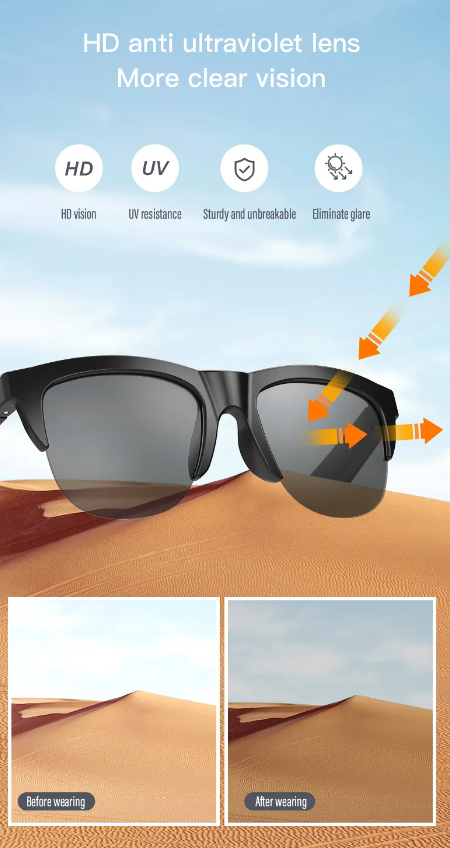 HD anti ultraviolet lens
More clear vision
HD
UV
HD vision
UV resistance
Sturdy and unbreakable
Eliminate glare
Before wearing
After wearing